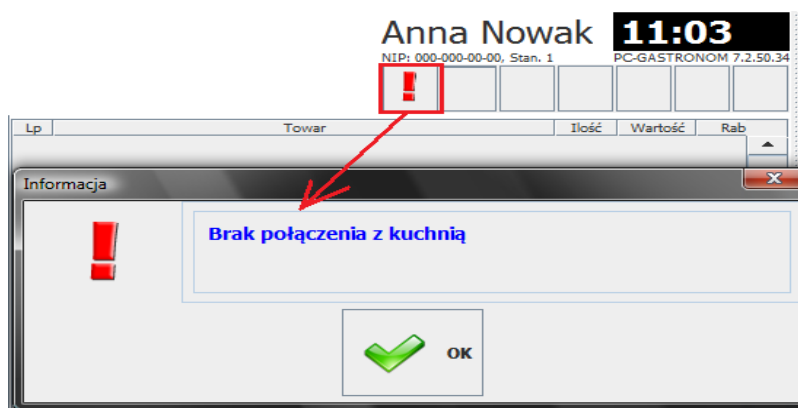 Anna Nowak 11:03
NIP: 000-000-00-00, Stan. 1 PC-GASTRONOM 7.2.50.34
Lp Towar Ilość Wartość Rab
Informacja
Brak połączenia z kuchnią
OK